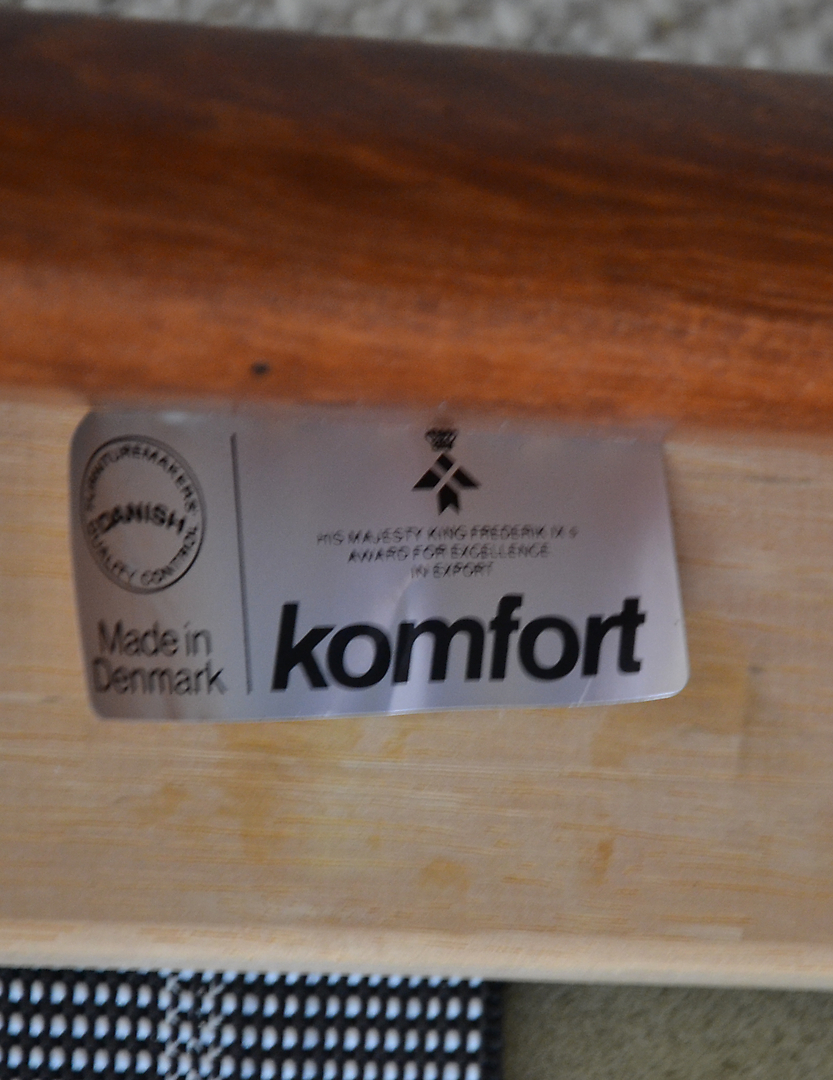 FURNITUREMAKERS'
DANISH
QUALITY CONTROL
Made in
Denmark
HIS MAJESTY KING FREDERIK IX's
AWARD FOR EXCELLENCE
IN EXPORT
komfort